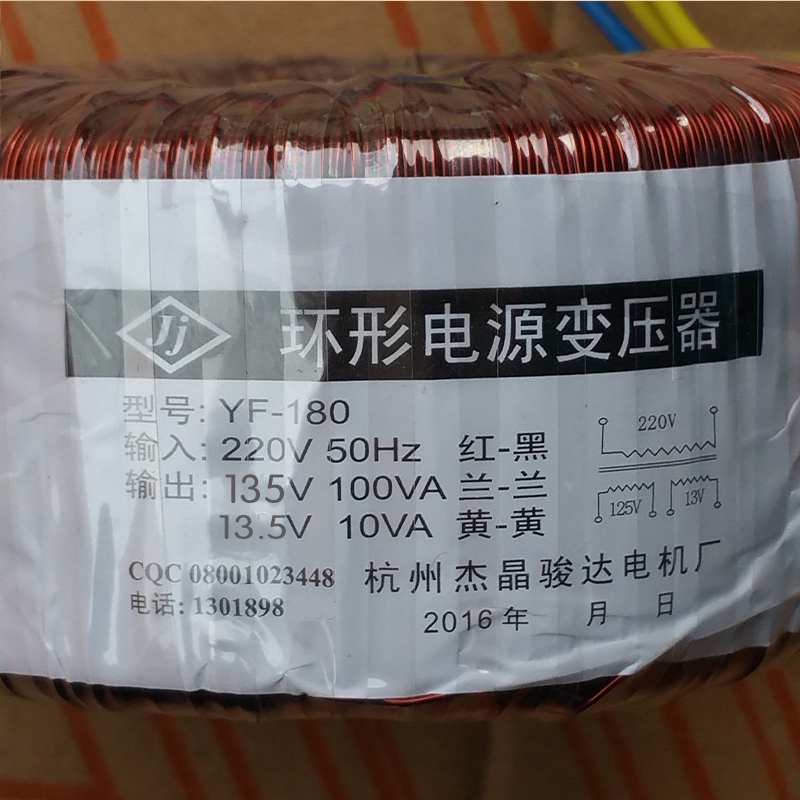 Jj 环形电源变压器
型号: YF-180
输入: 220V 50Hz 红-黑
输出: 135V 100VA 兰-兰
13.5V 10VA 黄-黄
220V
125V 13V
CQC 08001023448 杭州杰晶骏达电机厂
电话: 1301898
2016年 月 日